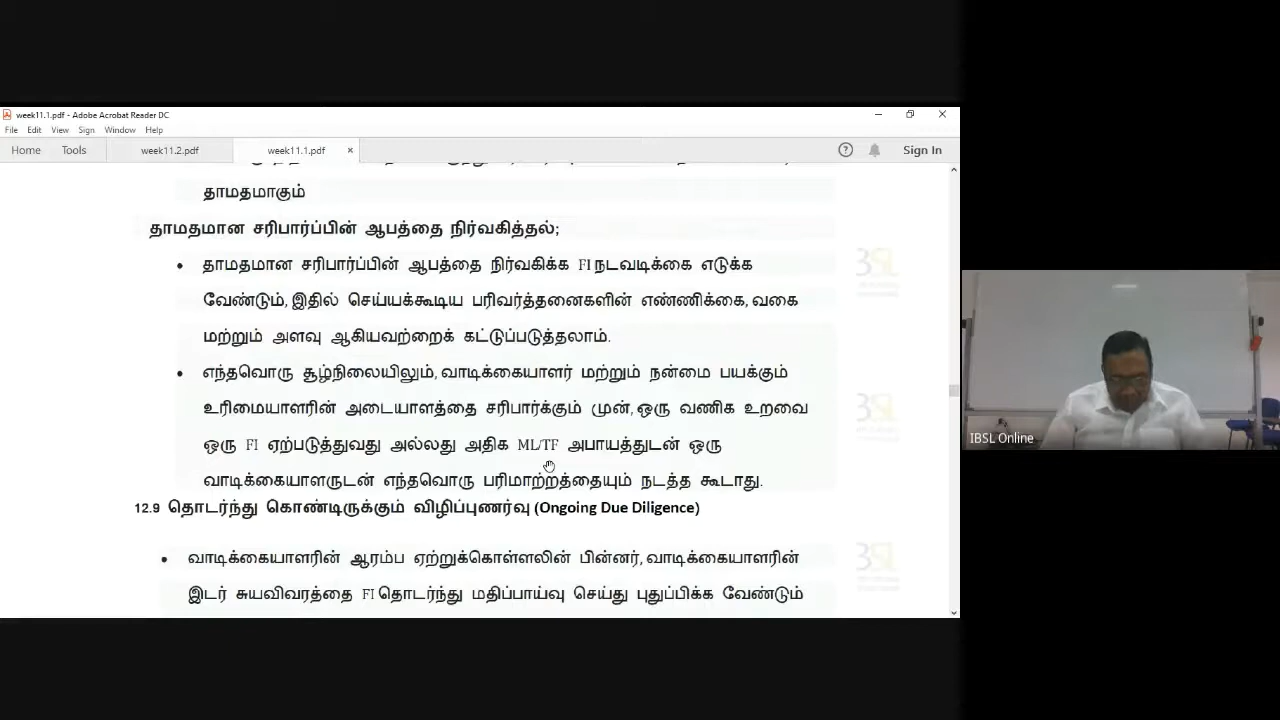 week11.1.pdf - Adobe Acrobat Reader DC
File Edit View Sign Window Help
Home Tools week11.2.pdf week11.1.pdf × Sign In
தாமதமாகும்
தாமதமான சரிபார்ப்பின் ஆபத்தை நிர்வகித்தல்;
• தாமதமான சரிபார்ப்பின் ஆபத்தை நிர்வகிக்க FI நடவடிக்கை எடுக்க
வேண்டும், இதில் செய்யக்கூடிய பரிவர்த்தனைகளின் எண்ணிக்கை, வகை
மற்றும் அளவு ஆகியவற்றைக் கட்டுப்படுத்தலாம்.
• எந்தவொரு சூழ்நிலையிலும், வாடிக்கையாளர் மற்றும் நன்மை பயக்கும்
உரிமையாளரின் அடையாளத்தை சரிபார்க்கும் முன், ஒரு வணிக உறவை
ஒரு FI ஏற்படுத்துவது அல்லது அதிக ML/TF அபாயத்துடன் ஒரு
வாடிக்கையாளருடன் எந்தவொரு பரிமாற்றத்தையும் நடத்த கூடாது.
12.9 தொடர்ந்து கொண்டிருக்கும் விழிப்புணர்வு (Ongoing Due Diligence)
• வாடிக்கையாளரின் ஆரம்ப ஏற்றுக்கொள்ளலின் பின்னர், வாடிக்கையாளரின்
இடர் சுயவிவரத்தை FI தொடர்ந்து மதிப்பாய்வு செய்து புதுப்பிக்க வேண்டும்
IBSL Online